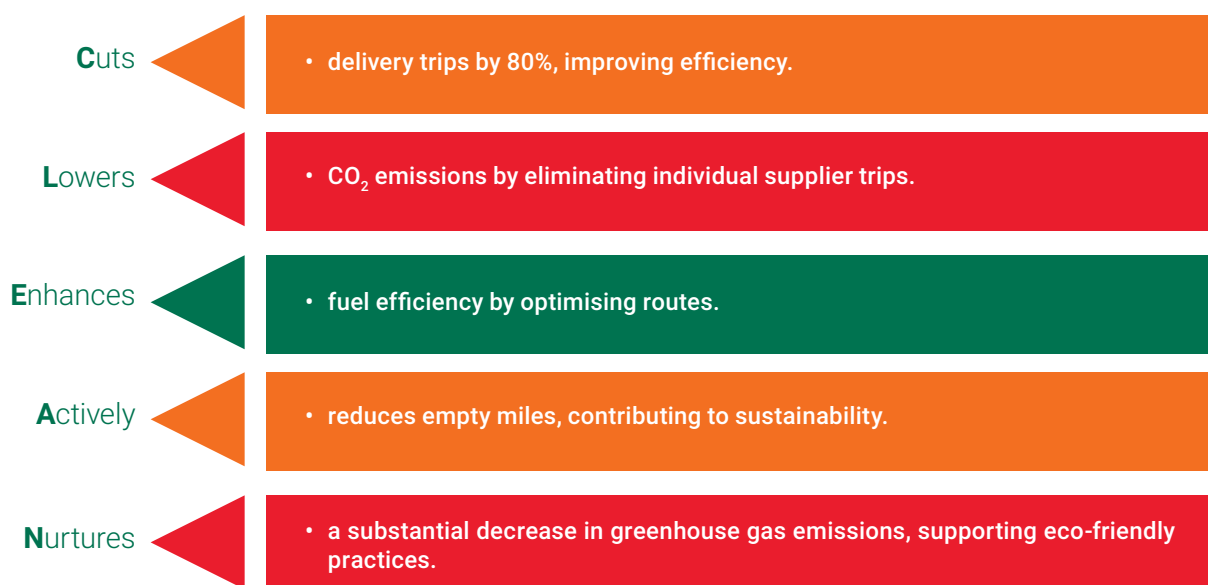 Cuts
• delivery trips by 80%, improving efficiency.
Lowers
• CO₂ emissions by eliminating individual supplier trips.
Enhances
• fuel efficiency by optimising routes.
Actively
• reduces empty miles, contributing to sustainability.
Nurtures
• a substantial decrease in greenhouse gas emissions, supporting eco-friendly
practices.